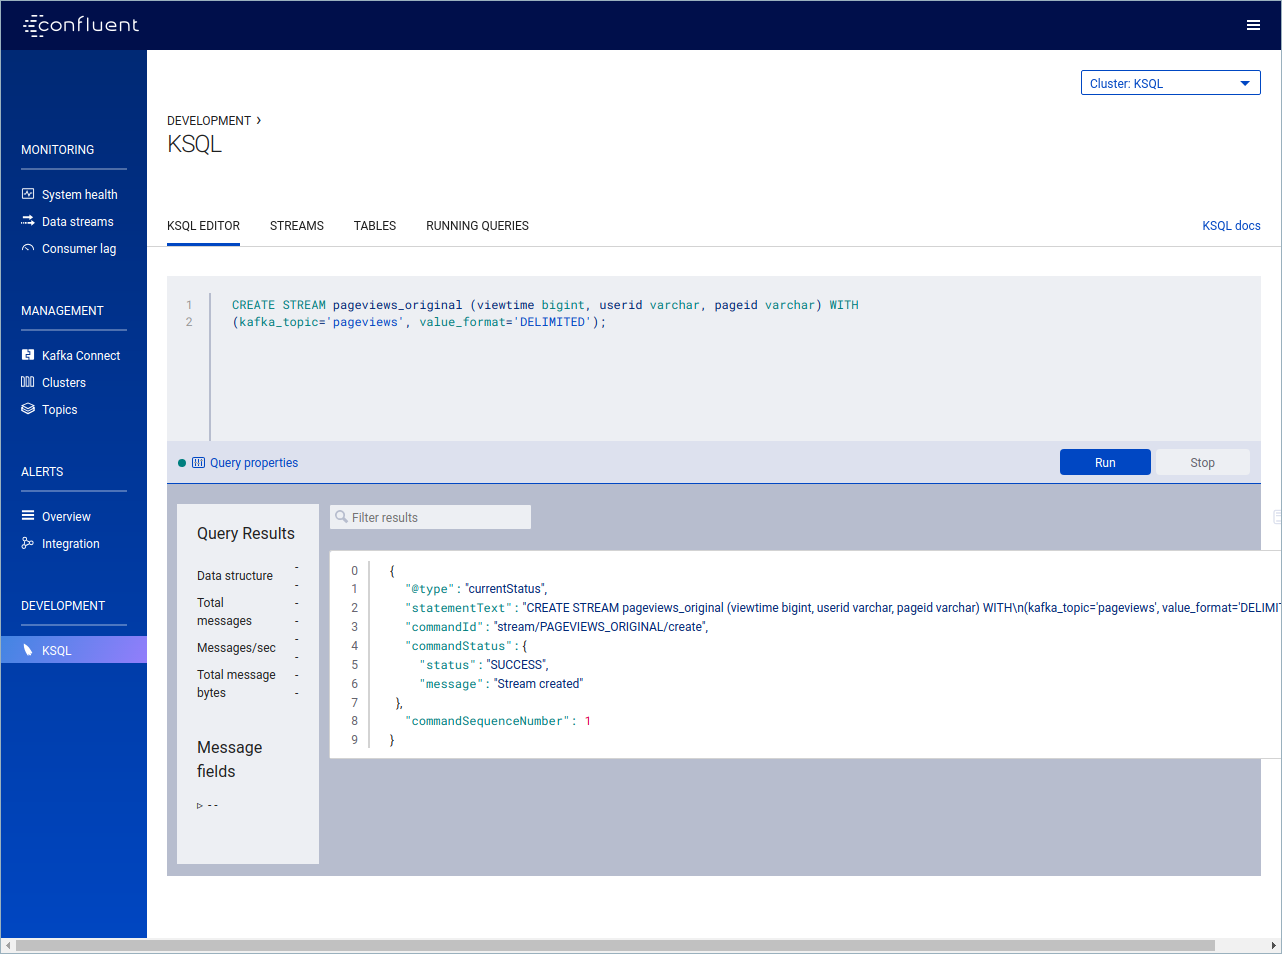 confluent
Cluster: KSQL
DEVELOPMENT ›
KSQL
MONITORING
System health
Data streams
Consumer lag
MANAGEMENT
Kafka Connect
Clusters
Topics
ALERTS
Overview
Integration
DEVELOPMENT
KSQL
KSQL EDITOR STREAMS TABLES RUNNING QUERIES KSQL docs
1 CREATE STREAM pageviews_original (viewtime bigint, userid varchar, pageid varchar) WITH
2 (kafka_topic='pageviews', value_format='DELIMITED');
Query properties Run Stop
Query Results
Data structure - -
Total messages - -
Messages/sec - -
Total message bytes - -
Message fields
▷ --
Filter results
0 {
1 "@type": "currentStatus",
2 "statementText": "CREATE STREAM pageviews_original (viewtime bigint, userid varchar, pageid varchar) WITH\n(kafka_topic='pageviews', value_format='DELIMI
3 "commandId": "stream/PAGEVIEWS_ORIGINAL/create",
4 "commandStatus": {
5 "status": "SUCCESS",
6 "message": "Stream created"
7 },
8 "commandSequenceNumber": 1
9 }